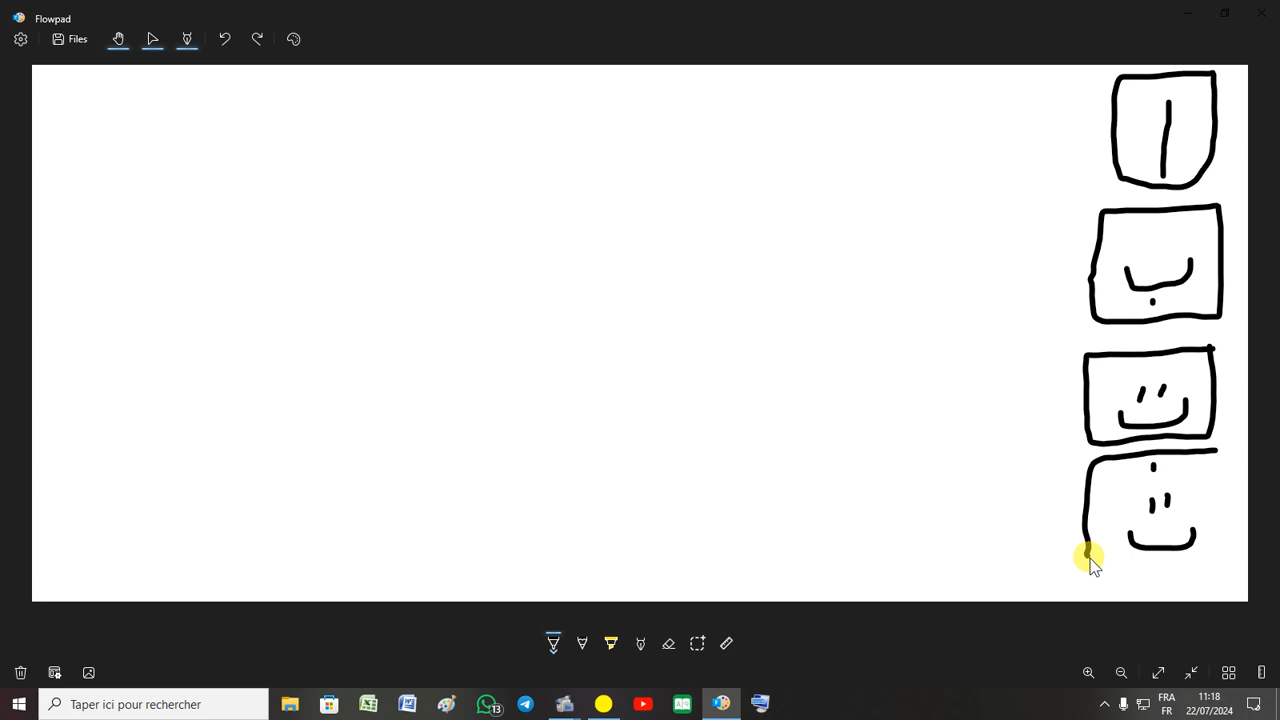 Flowpad
Files
ا
ب
ت
ث
13
Taper ici pour rechercher
FRA
FR
11:18
22/07/2024